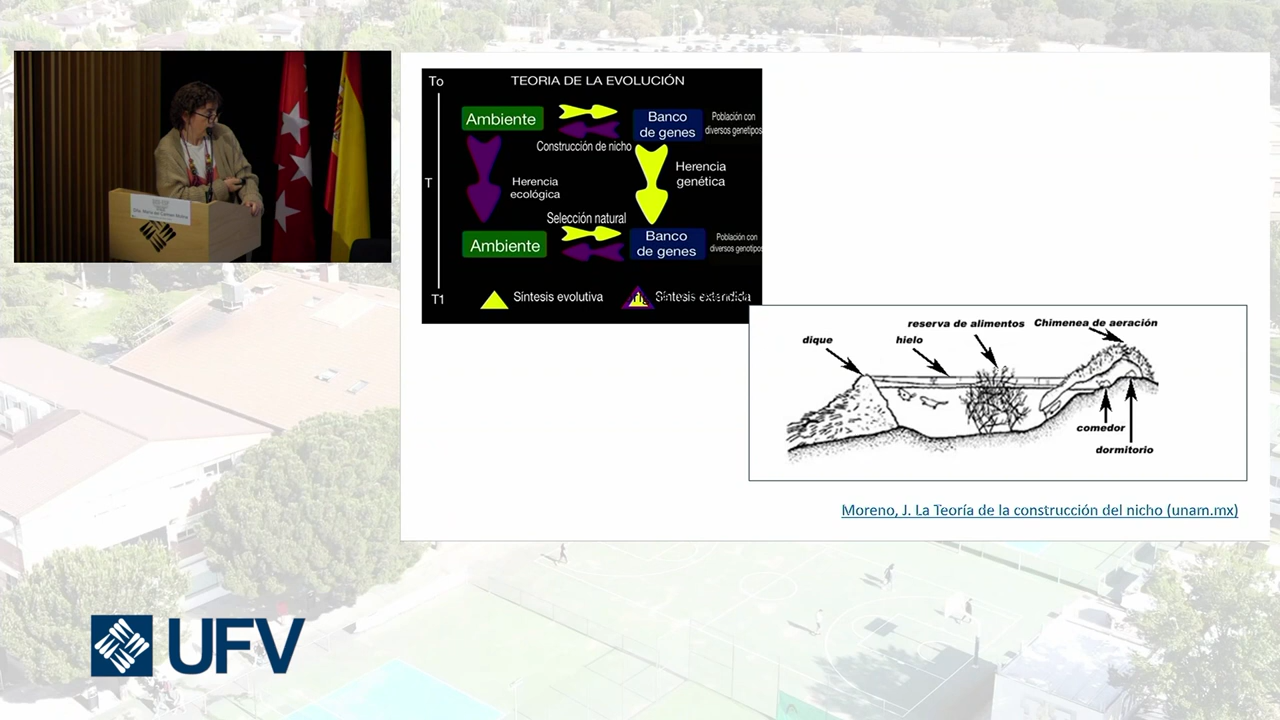 To
TEORIA DE LA EVOLUCIÓN
Ambiente
Banco
de genes
Población con
diversos genetipos
Construcción de nicho
T
Herencia
ecológica
Herencia
genética
Selección natural
Ambiente
Banco
de genes
Población con
diversos genotipos
T1
Síntesis evolutiva
Síntesis extendida
dique
hielo
reserva de alimentos
Chimenea de aeración
comedor
dormitorio
Moreno, J. La Teoría de la construcción del nicho (unam.mx)
UFV